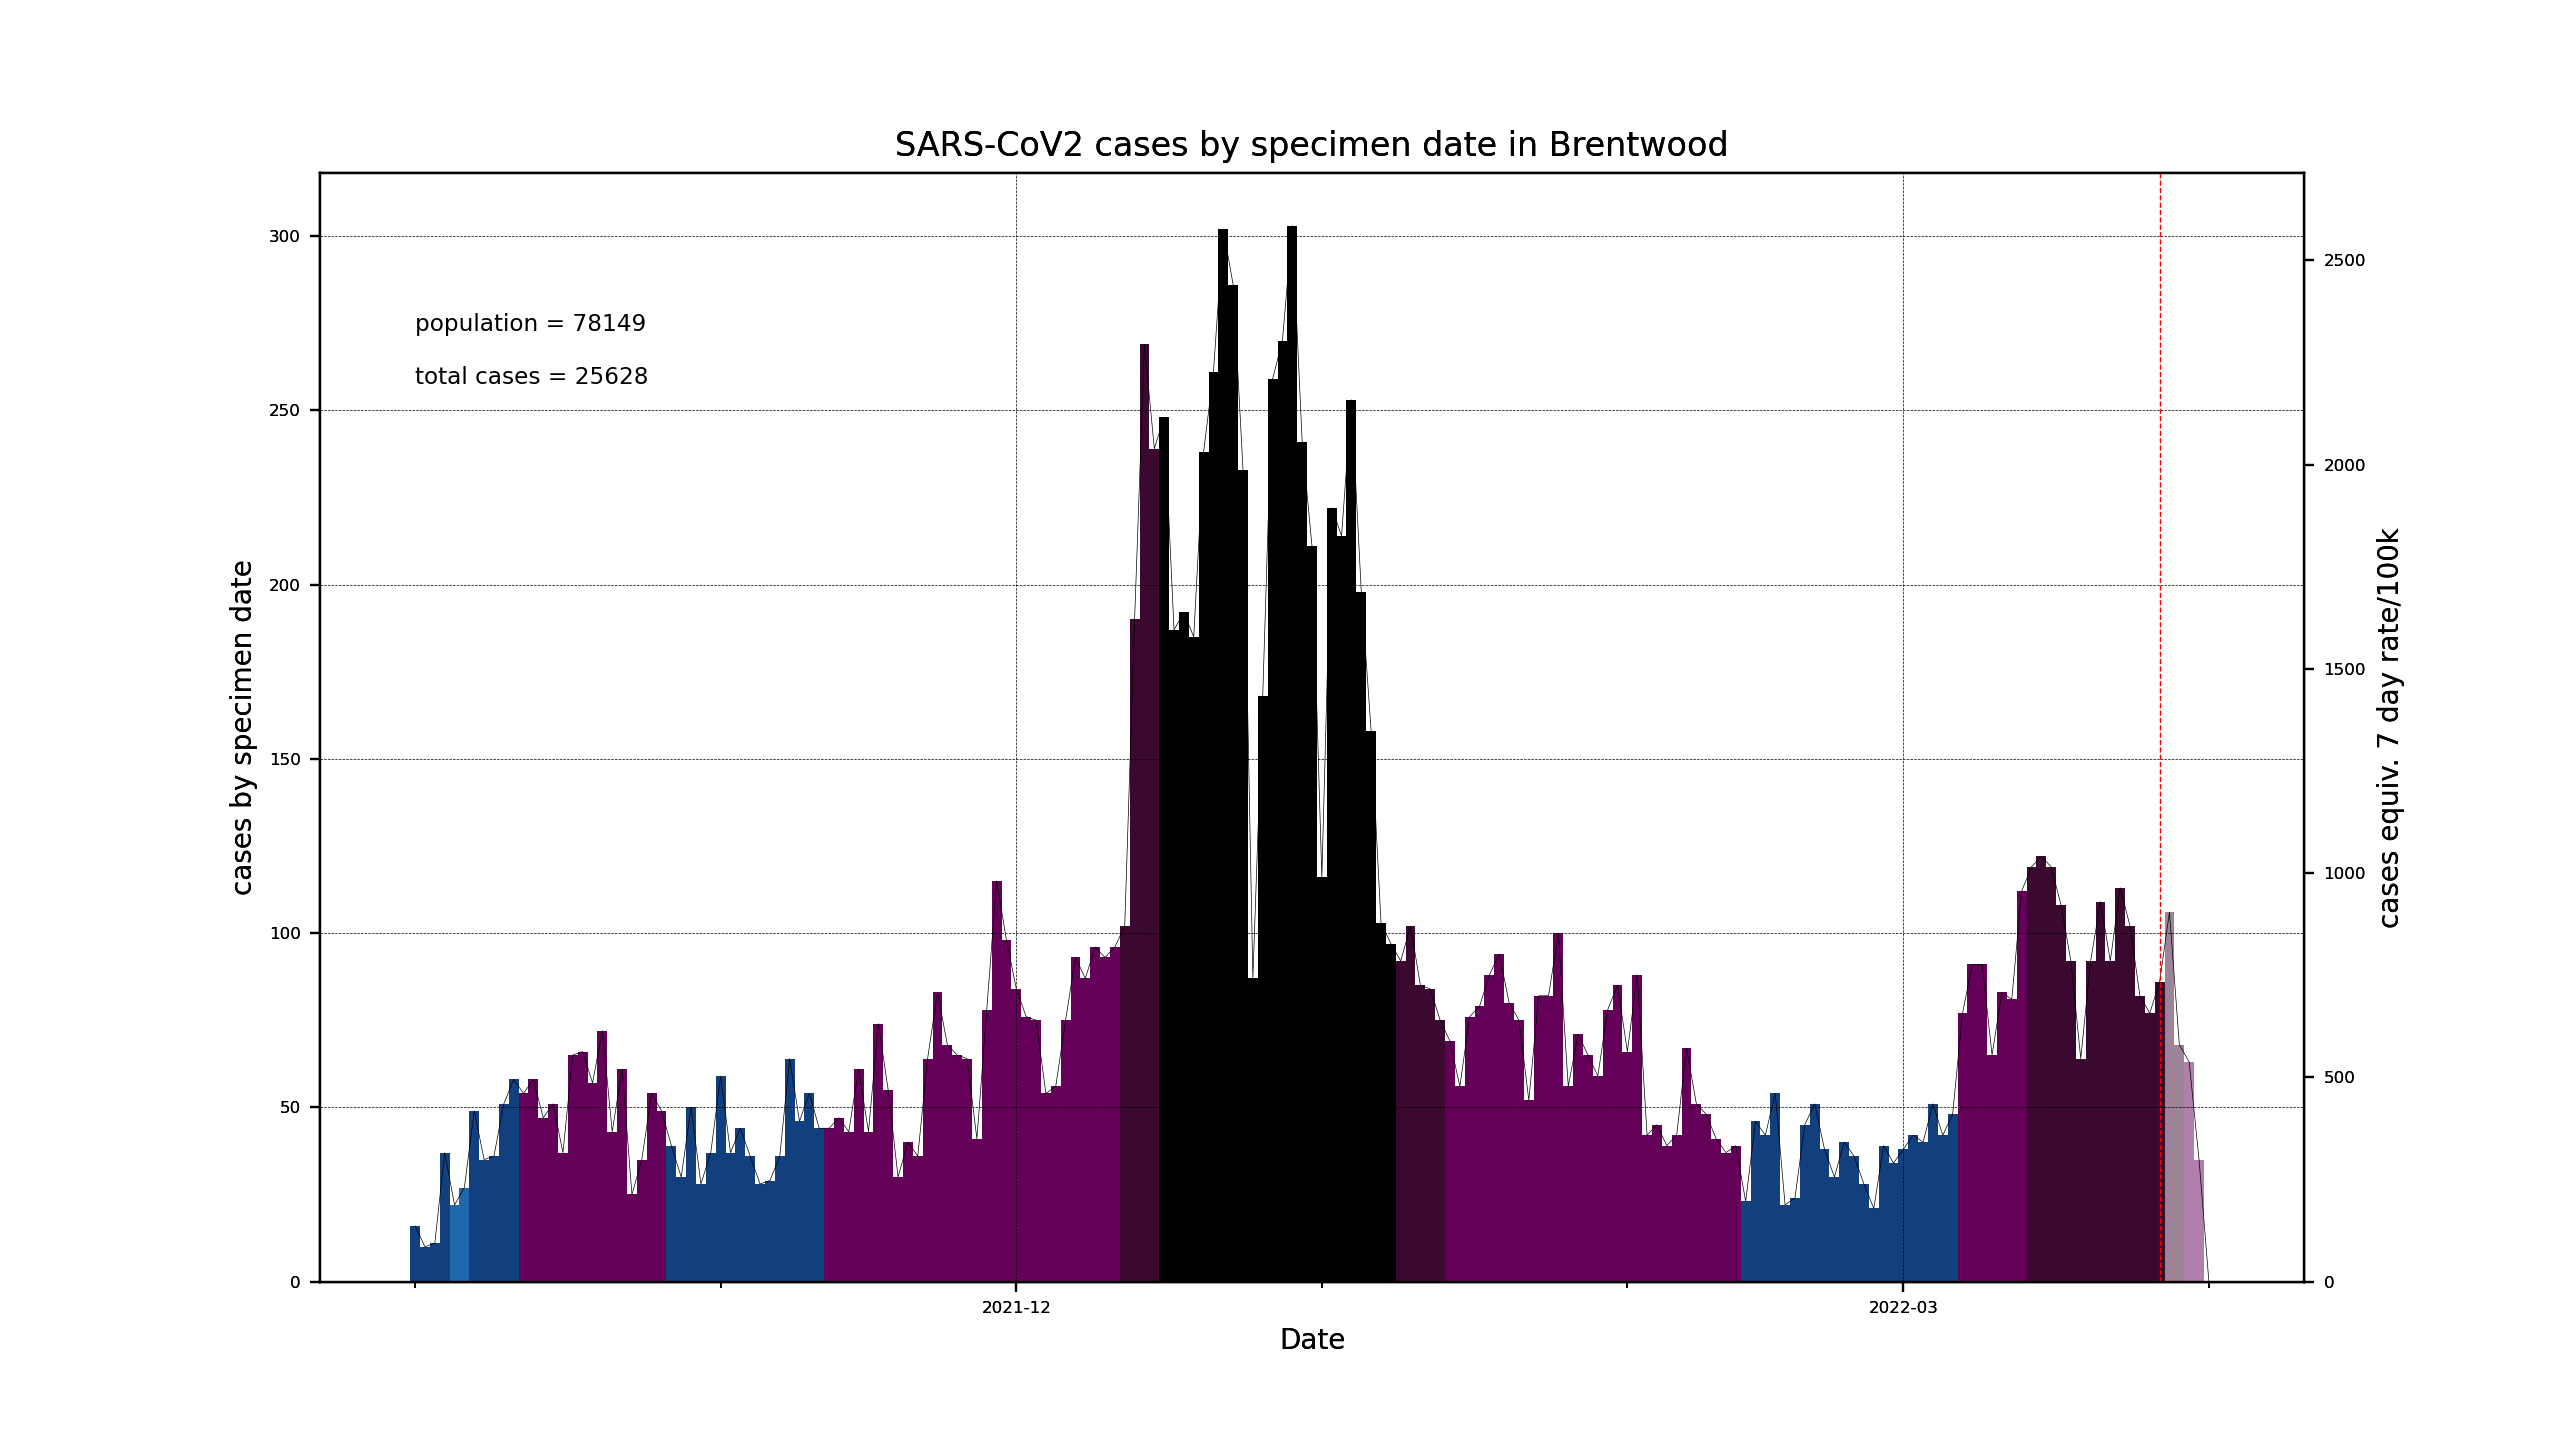 SARS-CoV2 cases by specimen date in Brentwood
population = 78149
total cases = 25628
cases by specimen date
300
250
200
150
100
50
0
2500
2000
1500
1000
500
0
cases equiv. 7 day rate/100k
2021-12
2022-03
Date